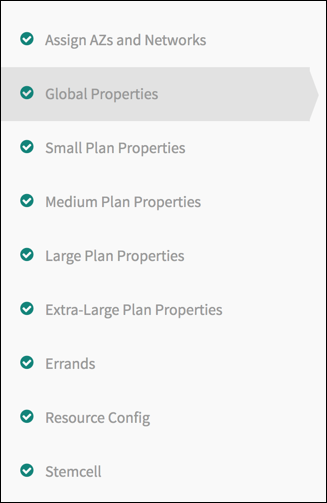 Assign AZs and Networks
Global Properties
Small Plan Properties
Medium Plan Properties
Large Plan Properties
Extra-Large Plan Properties
Errands
Resource Config
Stemcell